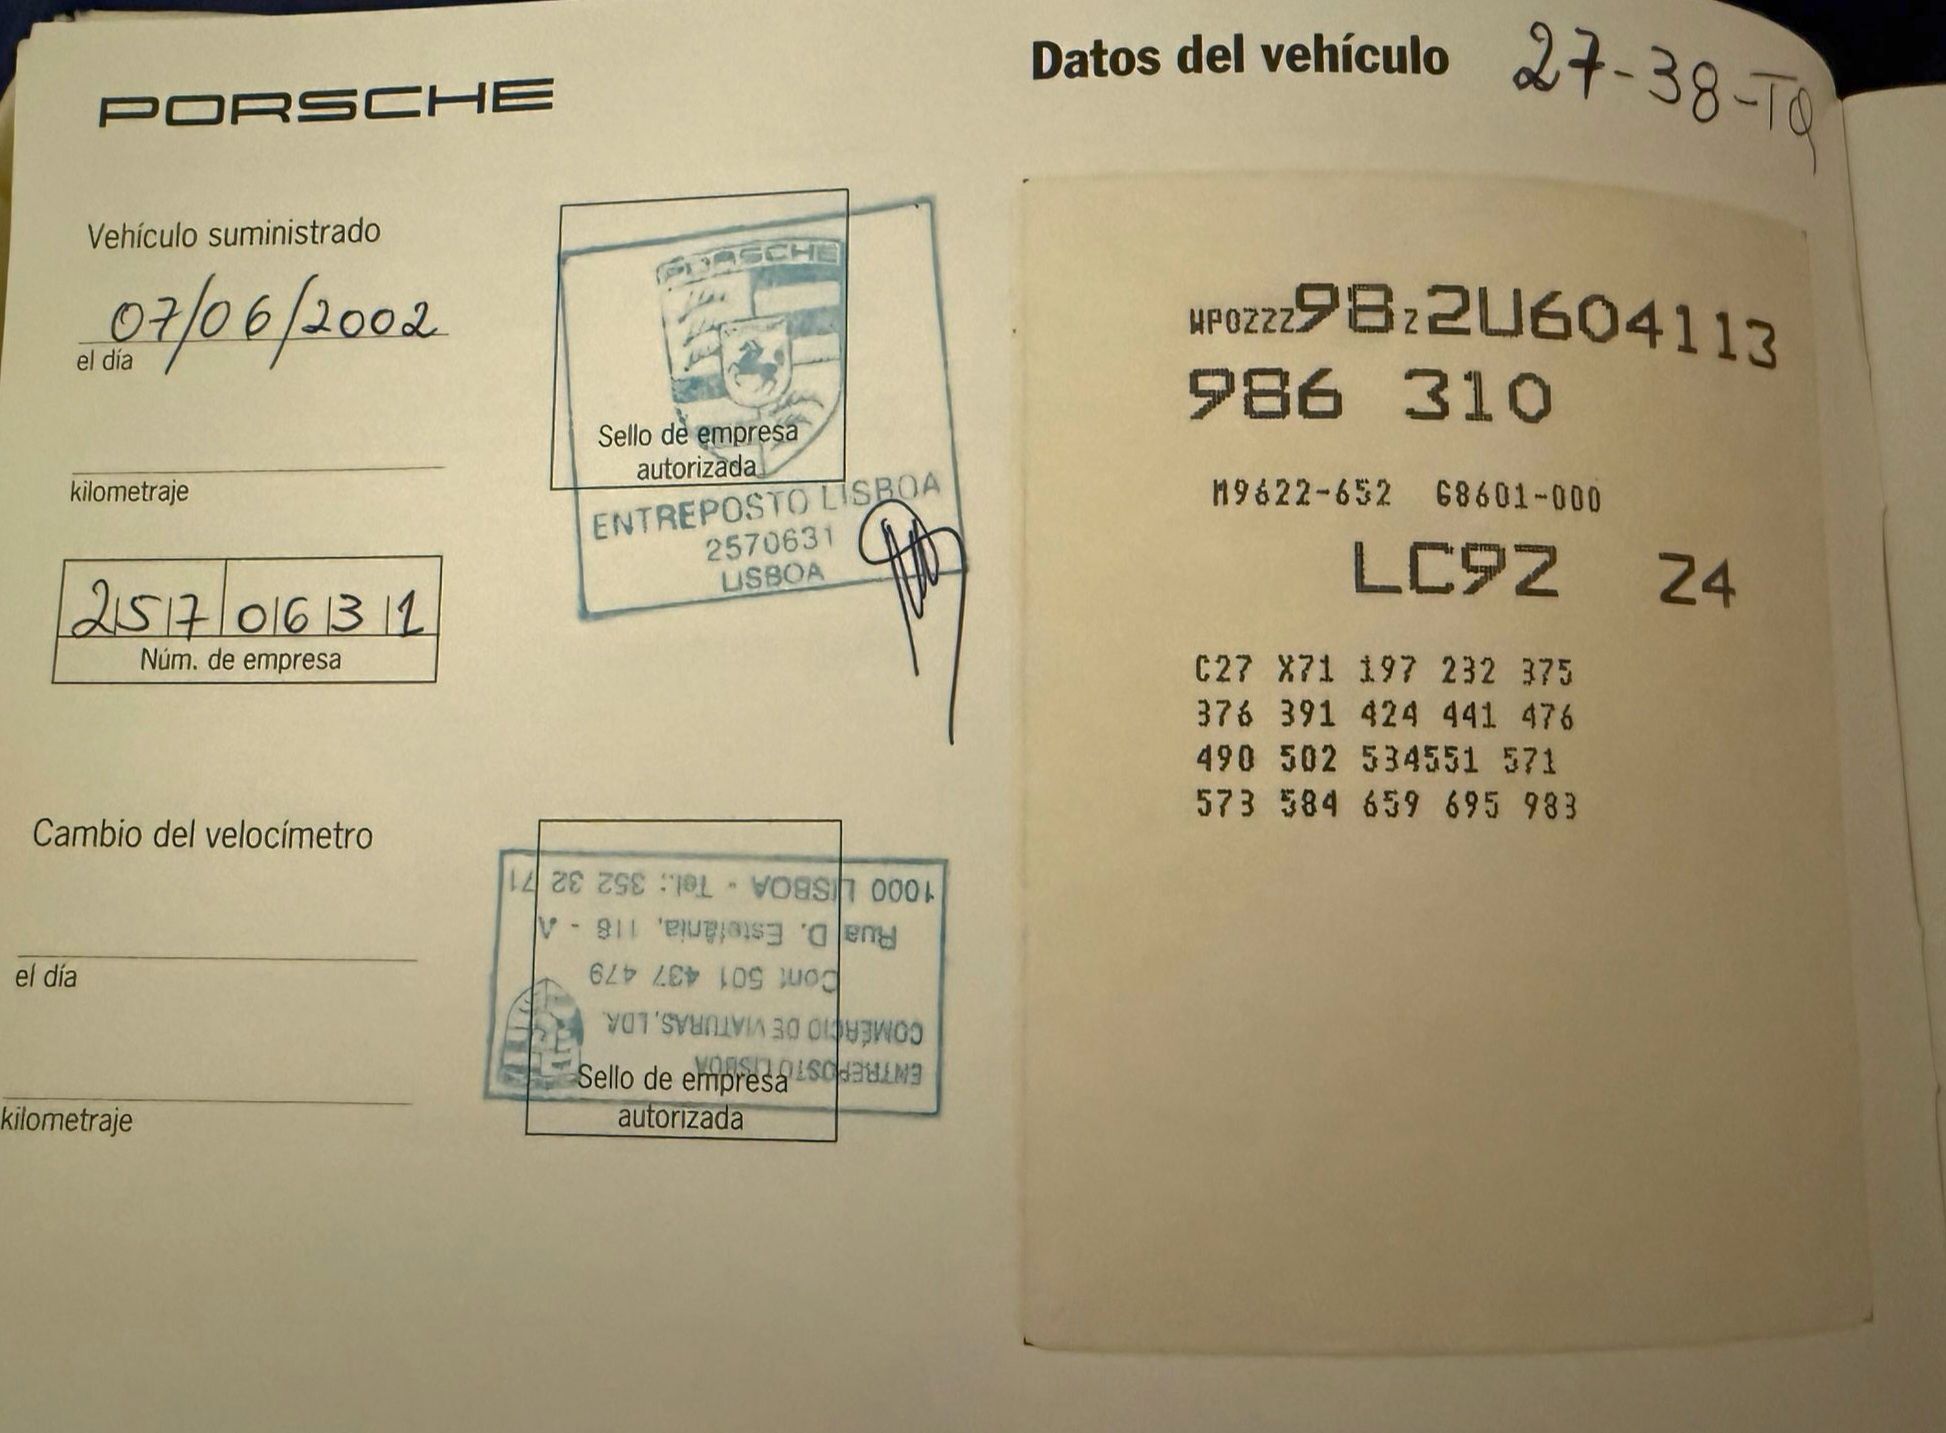 PORSCHE
Vehículo suministrado
07/06/2002
el día
kilometraje
257 0631
Núm. de empresa
PORSCHE
Sello de empresa
autorizada
ENTREPOSTO LISBOA
2570631
LISBOA
Cambio del velocímetro
el día
kilometraje
Sello de empresa
autorizada
ENTREPOSTO LISBOA
COMÉRCIO DE VIATURAS, LDA.
Cont 501 437 479
Rua D. Estefânia, 118 - A
1000 LISBOA - Tel.: 352 32 71
Datos del vehículo
27-38-TQ
WP0ZZZ98Z2U604113
986 310
M9622-652 G8601-000
LC9Z Z4
C27 X71 197 232 375
376 391 424 441 476
490 502 534551 571
573 584 659 695 983